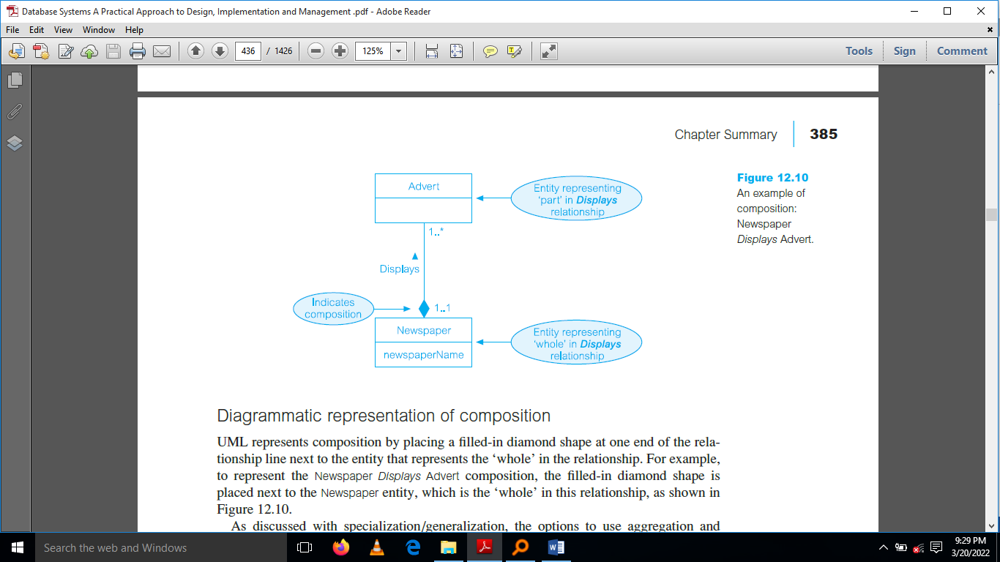 Database Systems A Practical Approach to Design, Implementation and Management .pdf - Adobe Reader
File Edit View Window Help
436 / 1426 125% Tools Sign Comment
Chapter Summary 385
Advert
Entity representing
‘part’ in Displays
relationship
Figure 12.10
An example of
composition:
Newspaper
Displays Advert.
1..*
Displays
Indicates
composition
1..1
Newspaper
newspaperName
Entity representing
‘whole’ in Displays
relationship
Diagrammatic representation of composition
UML represents composition by placing a filled-in diamond shape at one end of the rela-
tionship line next to the entity that represents the ‘whole’ in the relationship. For example,
to represent the Newspaper Displays Advert composition, the filled-in diamond shape is
placed next to the Newspaper entity, which is the ‘whole’ in this relationship, as shown in
Figure 12.10.
As discussed with specialization/generalization, the options to use aggregation and
Search the web and Windows
9:29 PM
3/20/2022